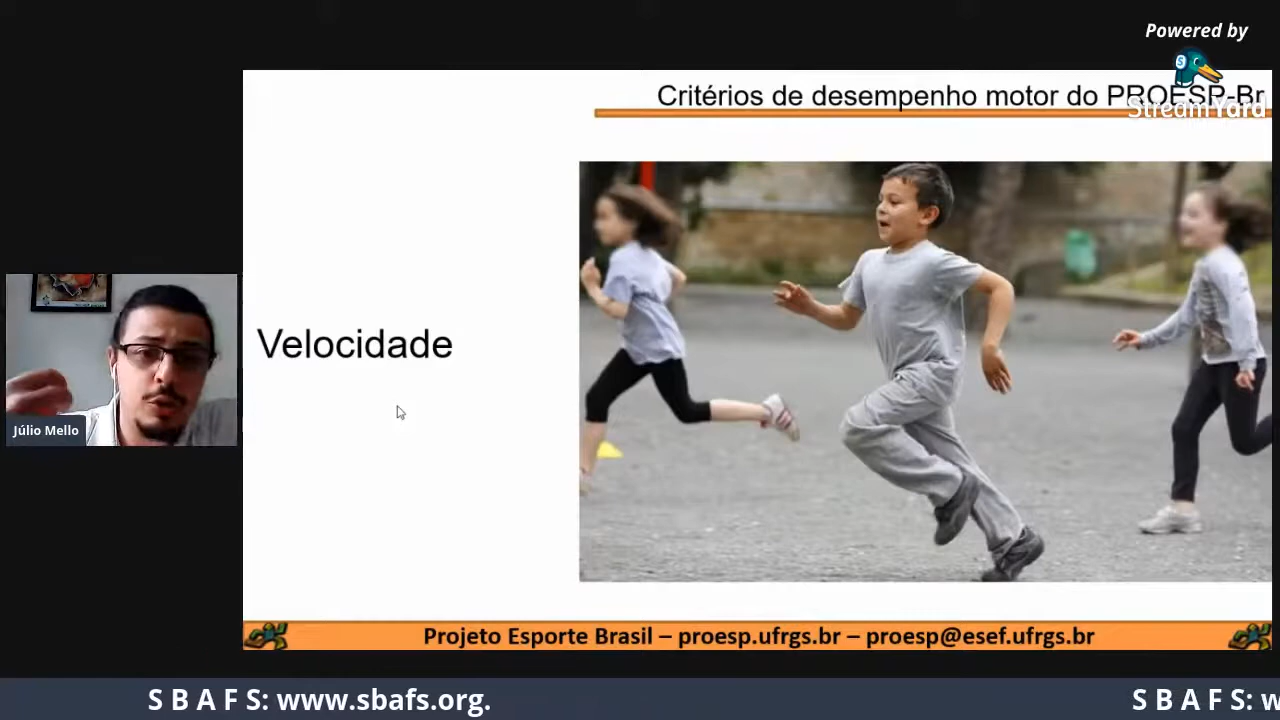 Powered by
StreamYard
Critérios de desempenho motor do PROESP-Br
Velocidade
Júlio Mello
Projeto Esporte Brasil – proesp.ufrgs.br – proesp@esef.ufrgs.br
S B A F S: www.sbafs.org.
S B A F S: w